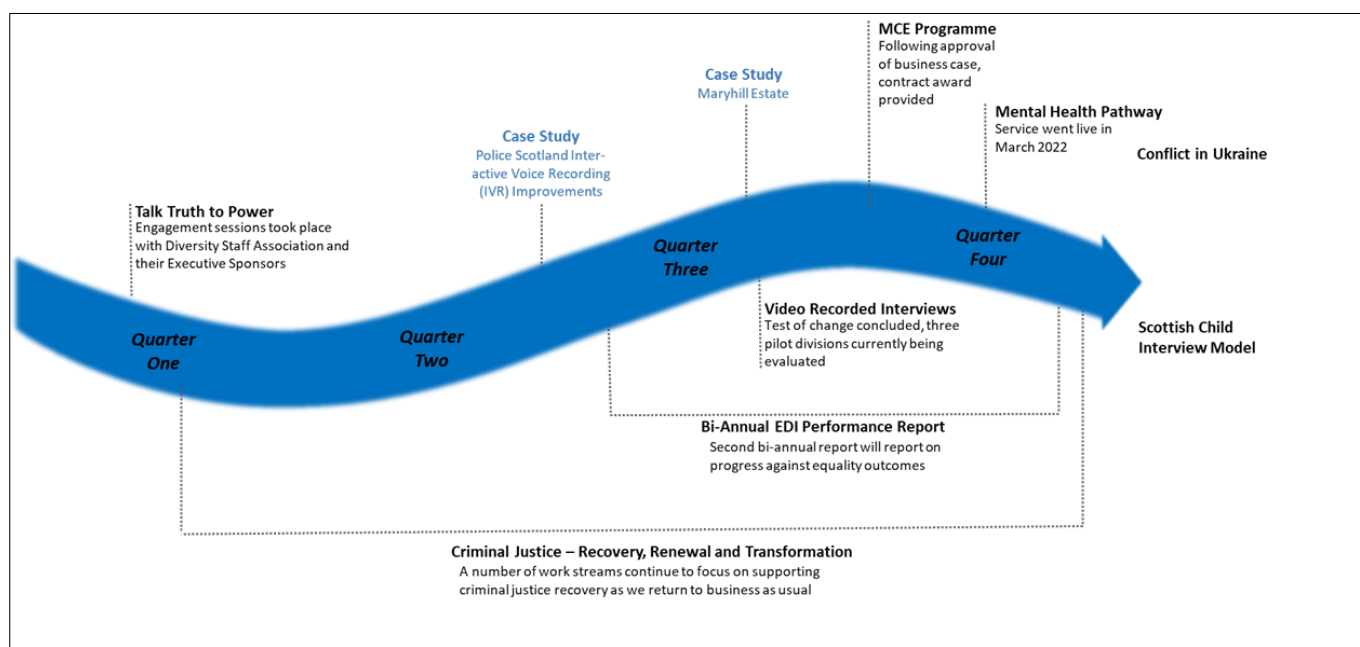 MCE Programme
Following approval
of business case,
contract award
provided
Case Study
Maryhill Estate
Mental Health Pathway
Service went live in
March 2022
Conflict in Ukraine
Case Study
Police Scotland Inter-
active Voice Recording
(IVR) Improvements
Talk Truth to Power
Engagement sessions took place
with Diversity Staff Association and
their Executive Sponsors
Quarter
One
Quarter
Two
Quarter
Three
Quarter
Four
Video Recorded Interviews
Test of change concluded, three
pilot divisions currently being
evaluated
Scottish Child
Interview Model
Bi-Annual EDI Performance Report
Second bi-annual report will report on
progress against equality outcomes
Criminal Justice – Recovery, Renewal and Transformation
A number of work streams continue to focus on supporting
criminal justice recovery as we return to business as usual